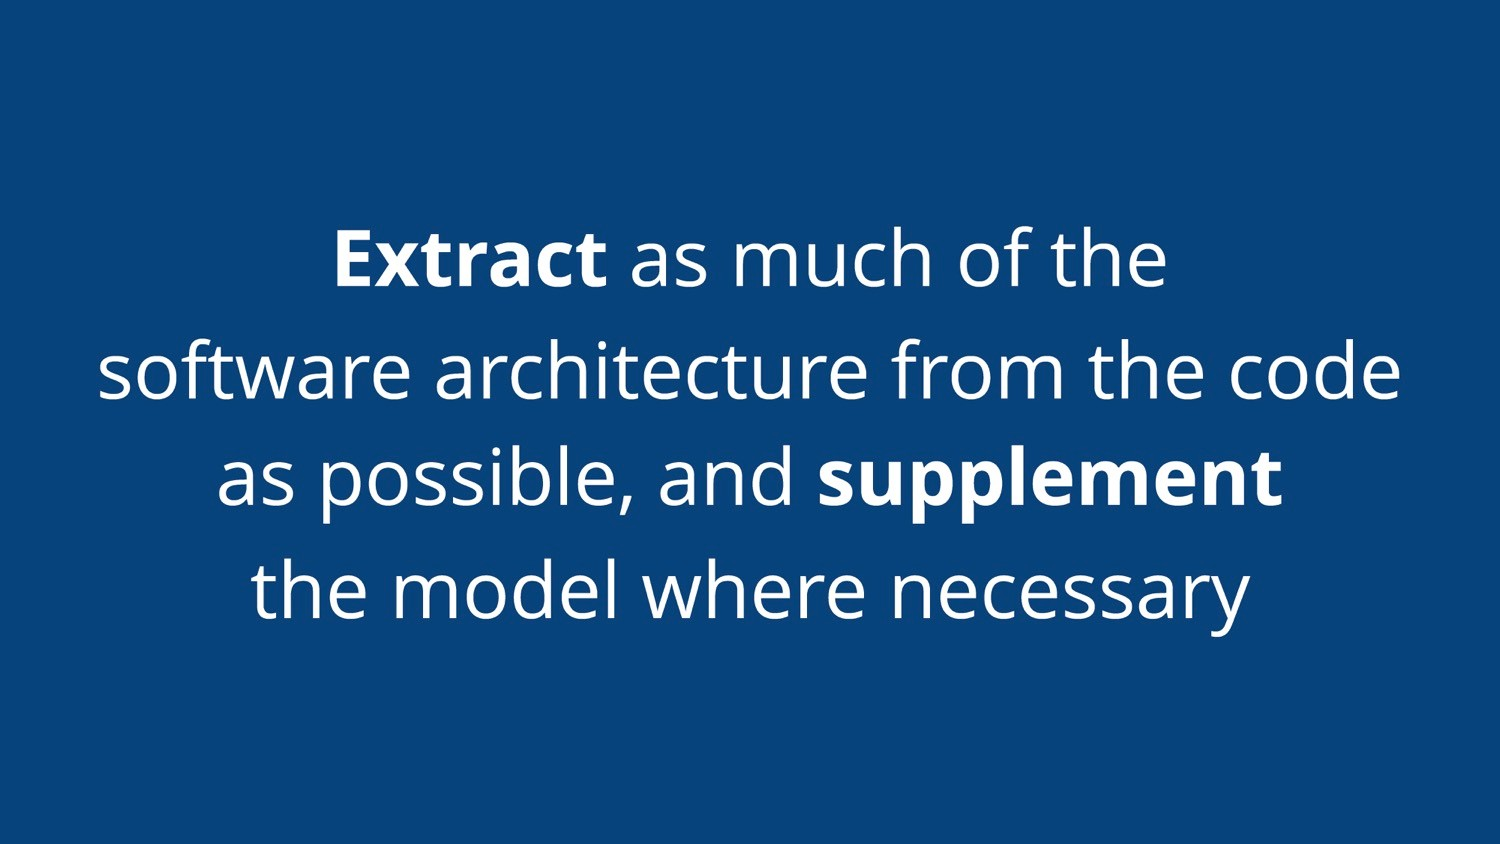 Extract as much of the
software architecture from the code
as possible, and supplement
the model where necessary